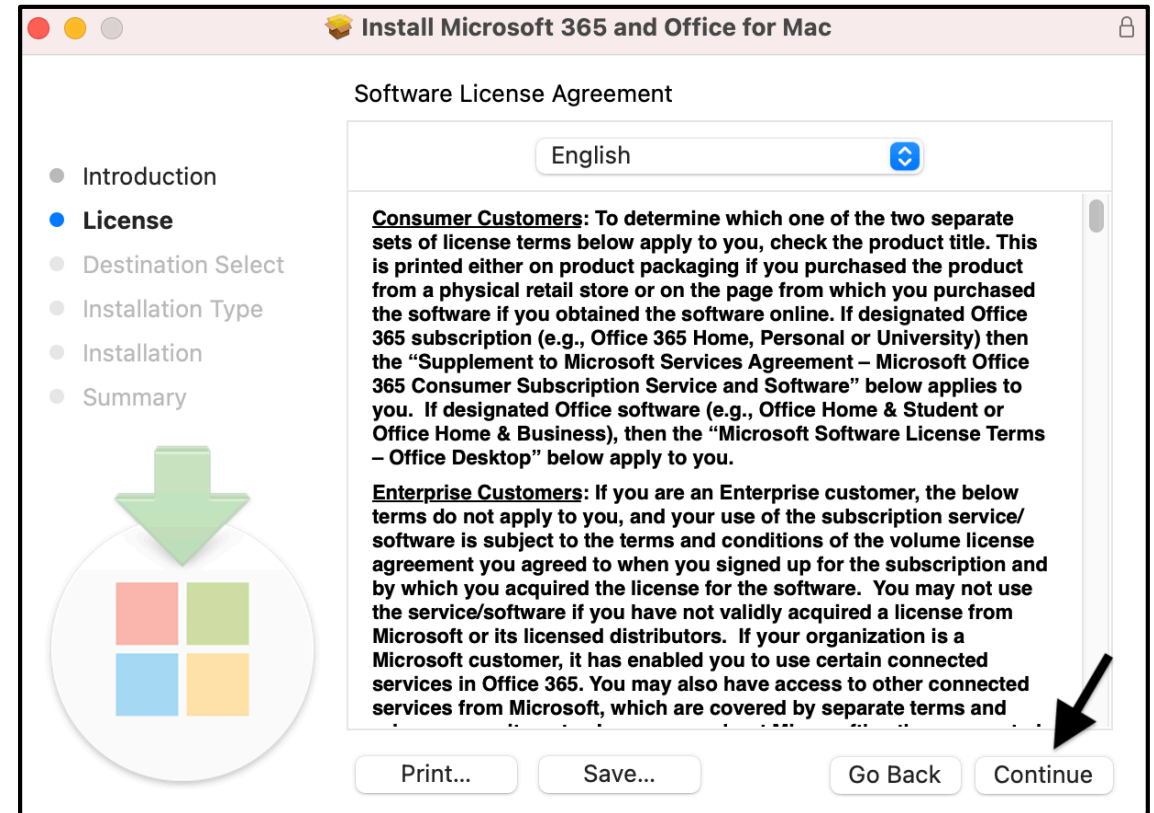 Install Microsoft 365 and Office for Mac
Software License Agreement
Introduction
License
Destination Select
Installation Type
Installation
Summary
English
Consumer Customers: To determine which one of the two separate
sets of license terms below apply to you, check the product title. This
is printed either on product packaging if you purchased the product
from a physical retail store or on the page from which you purchased
the software if you obtained the software online. If designated Office
365 subscription (e.g., Office 365 Home, Personal or University) then
the “Supplement to Microsoft Services Agreement – Microsoft Office
365 Consumer Subscription Service and Software” below applies to
you.  If designated Office software (e.g., Office Home & Student or
Office Home & Business), then the “Microsoft Software License Terms
– Office Desktop” below apply to you.
Enterprise Customers: If you are an Enterprise customer, the below
terms do not apply to you, and your use of the subscription service/
software is subject to the terms and conditions of the volume license
agreement you agreed to when you signed up for the subscription and
by which you acquired the license for the software.  You may not use
the service/software if you have not validly acquired a license from
Microsoft or its licensed distributors.  If your organization is a
Microsoft customer, it has enabled you to use certain connected
services in Office 365. You may also have access to other connected
services from Microsoft, which are covered by separate terms and
Print...
Save...
Go Back
Continue